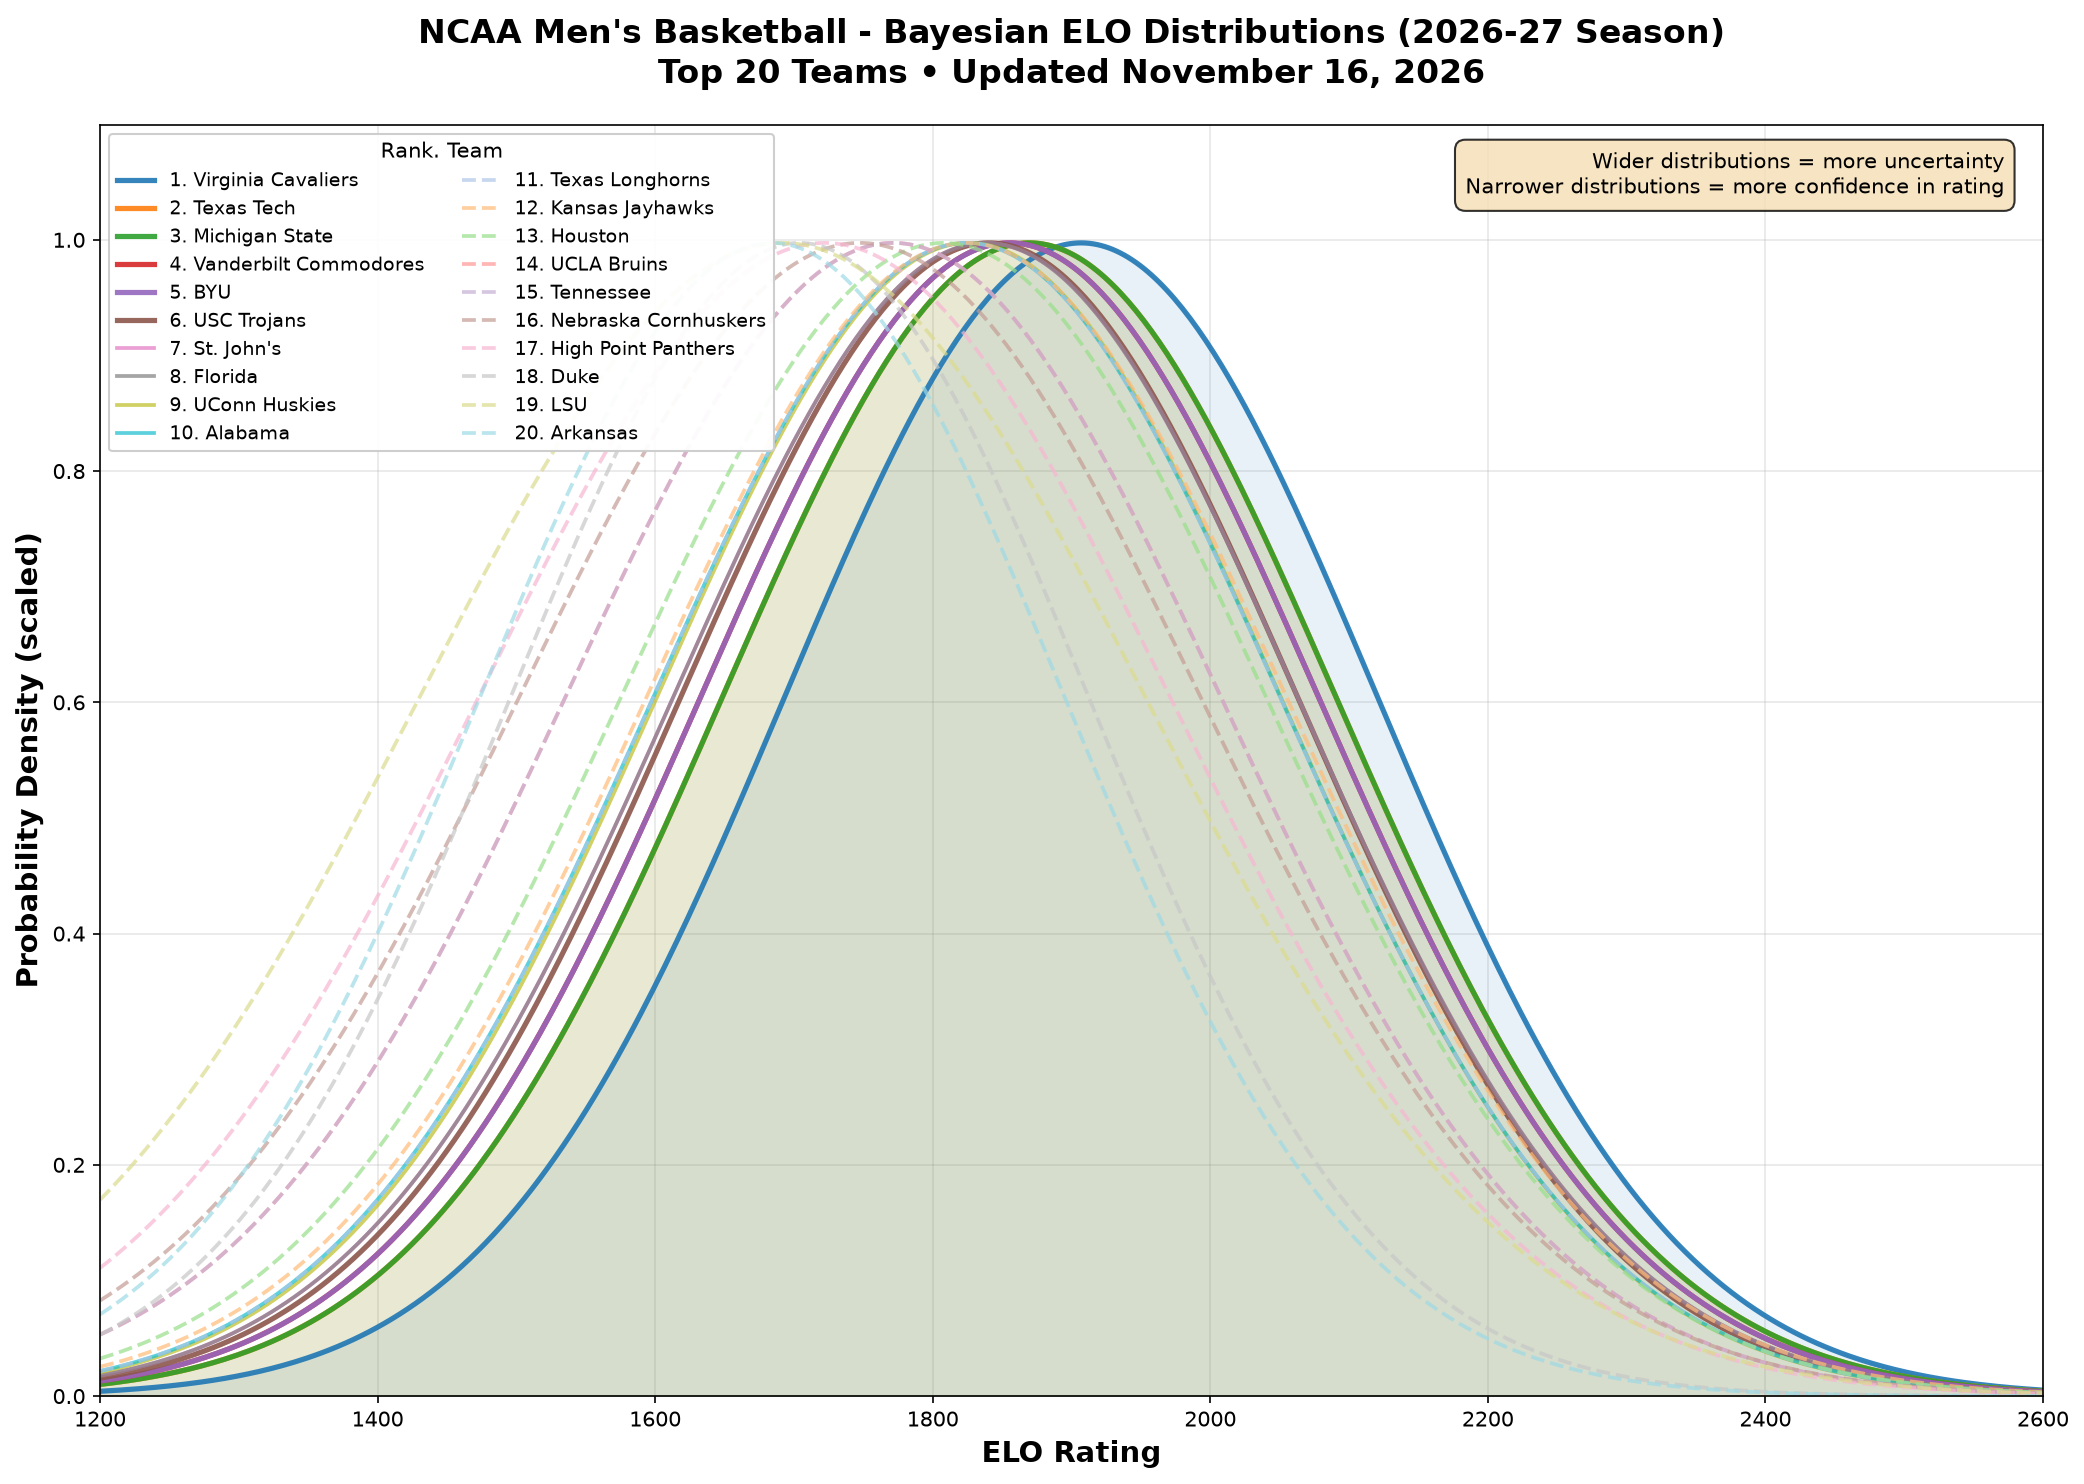 NCAA Men's Basketball - Bayesian ELO Distributions (2026-27 Season)
Top 20 Teams • Updated November 16, 2026
Rank. Team
1. Virginia Cavaliers
2. Texas Tech
3. Michigan State
4. Vanderbilt Commodores
5. BYU
6. USC Trojans
7. St. John's
8. Florida
9. UConn Huskies
10. Alabama
11. Texas Longhorns
12. Kansas Jayhawks
13. Houston
14. UCLA Bruins
15. Tennessee
16. Nebraska Cornhuskers
17. High Point Panthers
18. Duke
19. LSU
20. Arkansas
Wider distributions = more uncertainty
Narrower distributions = more confidence in rating
Probability Density (scaled)
1.0
0.8
0.6
0.4
0.2
0.0
1200 1400 1600 1800 2000 2200 2400 2600
ELO Rating